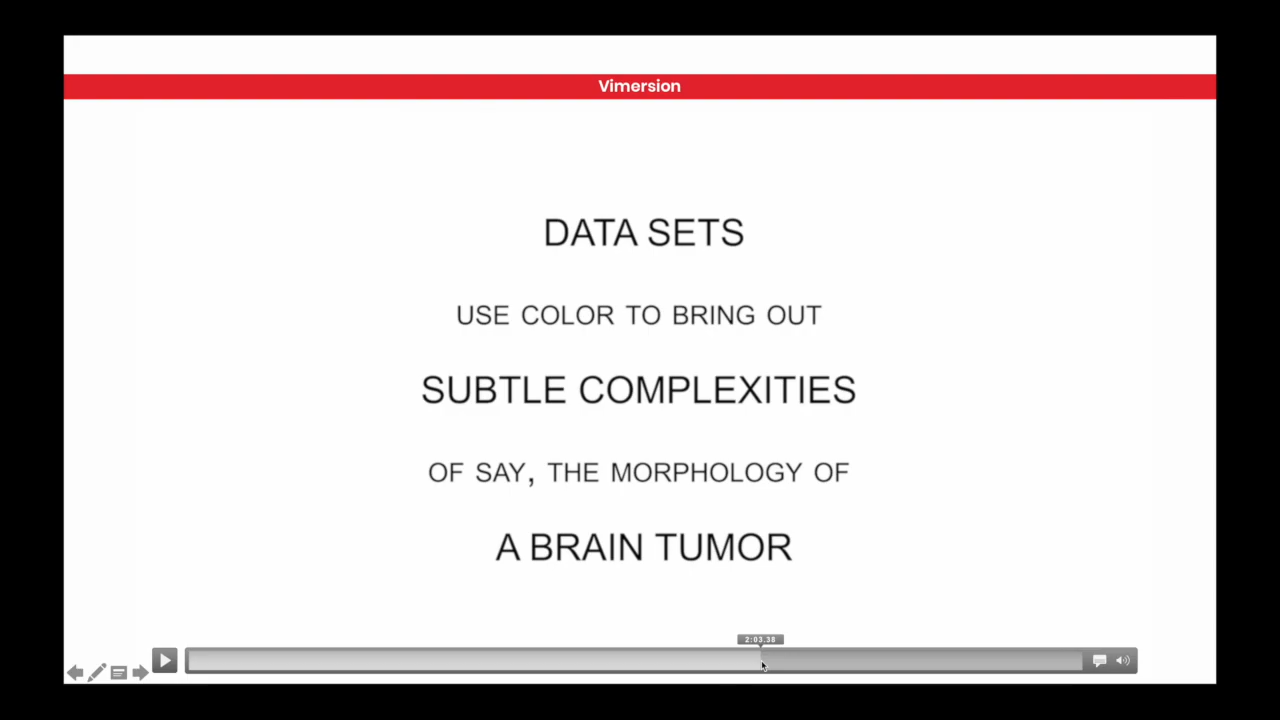 Vimersion
DATA SETS
USE COLOR TO BRING OUT
SUBTLE COMPLEXITIES
OF SAY, THE MORPHOLOGY OF
A BRAIN TUMOR
2:03.38